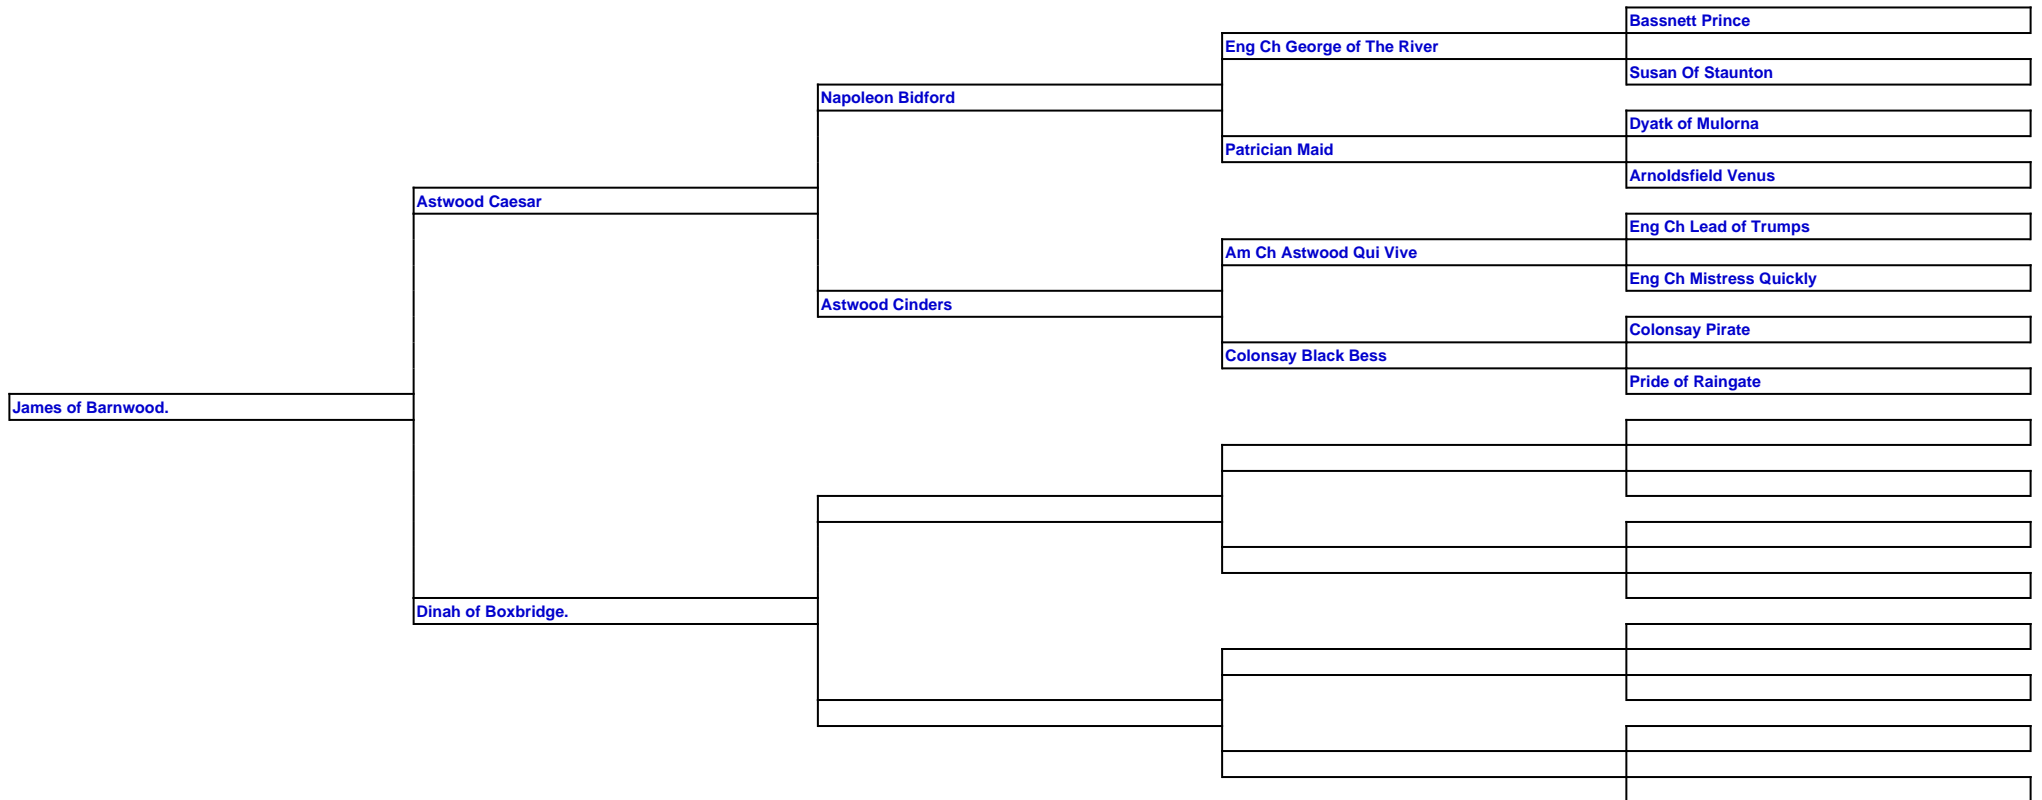 Bassnett Prince
Eng Ch George of The River
Susan Of Staunton
Napoleon Bidford
Dyatk of Mulorna
Patrician Maid
Arnoldsfield Venus
Astwood Caesar
Eng Ch Lead of Trumps
Am Ch Astwood Qui Vive
Eng Ch Mistress Quickly
Astwood Cinders
Colonsay Pirate
Colonsay Black Bess
Pride of Raingate
James of Barnwood.
Dinah of Boxbridge.